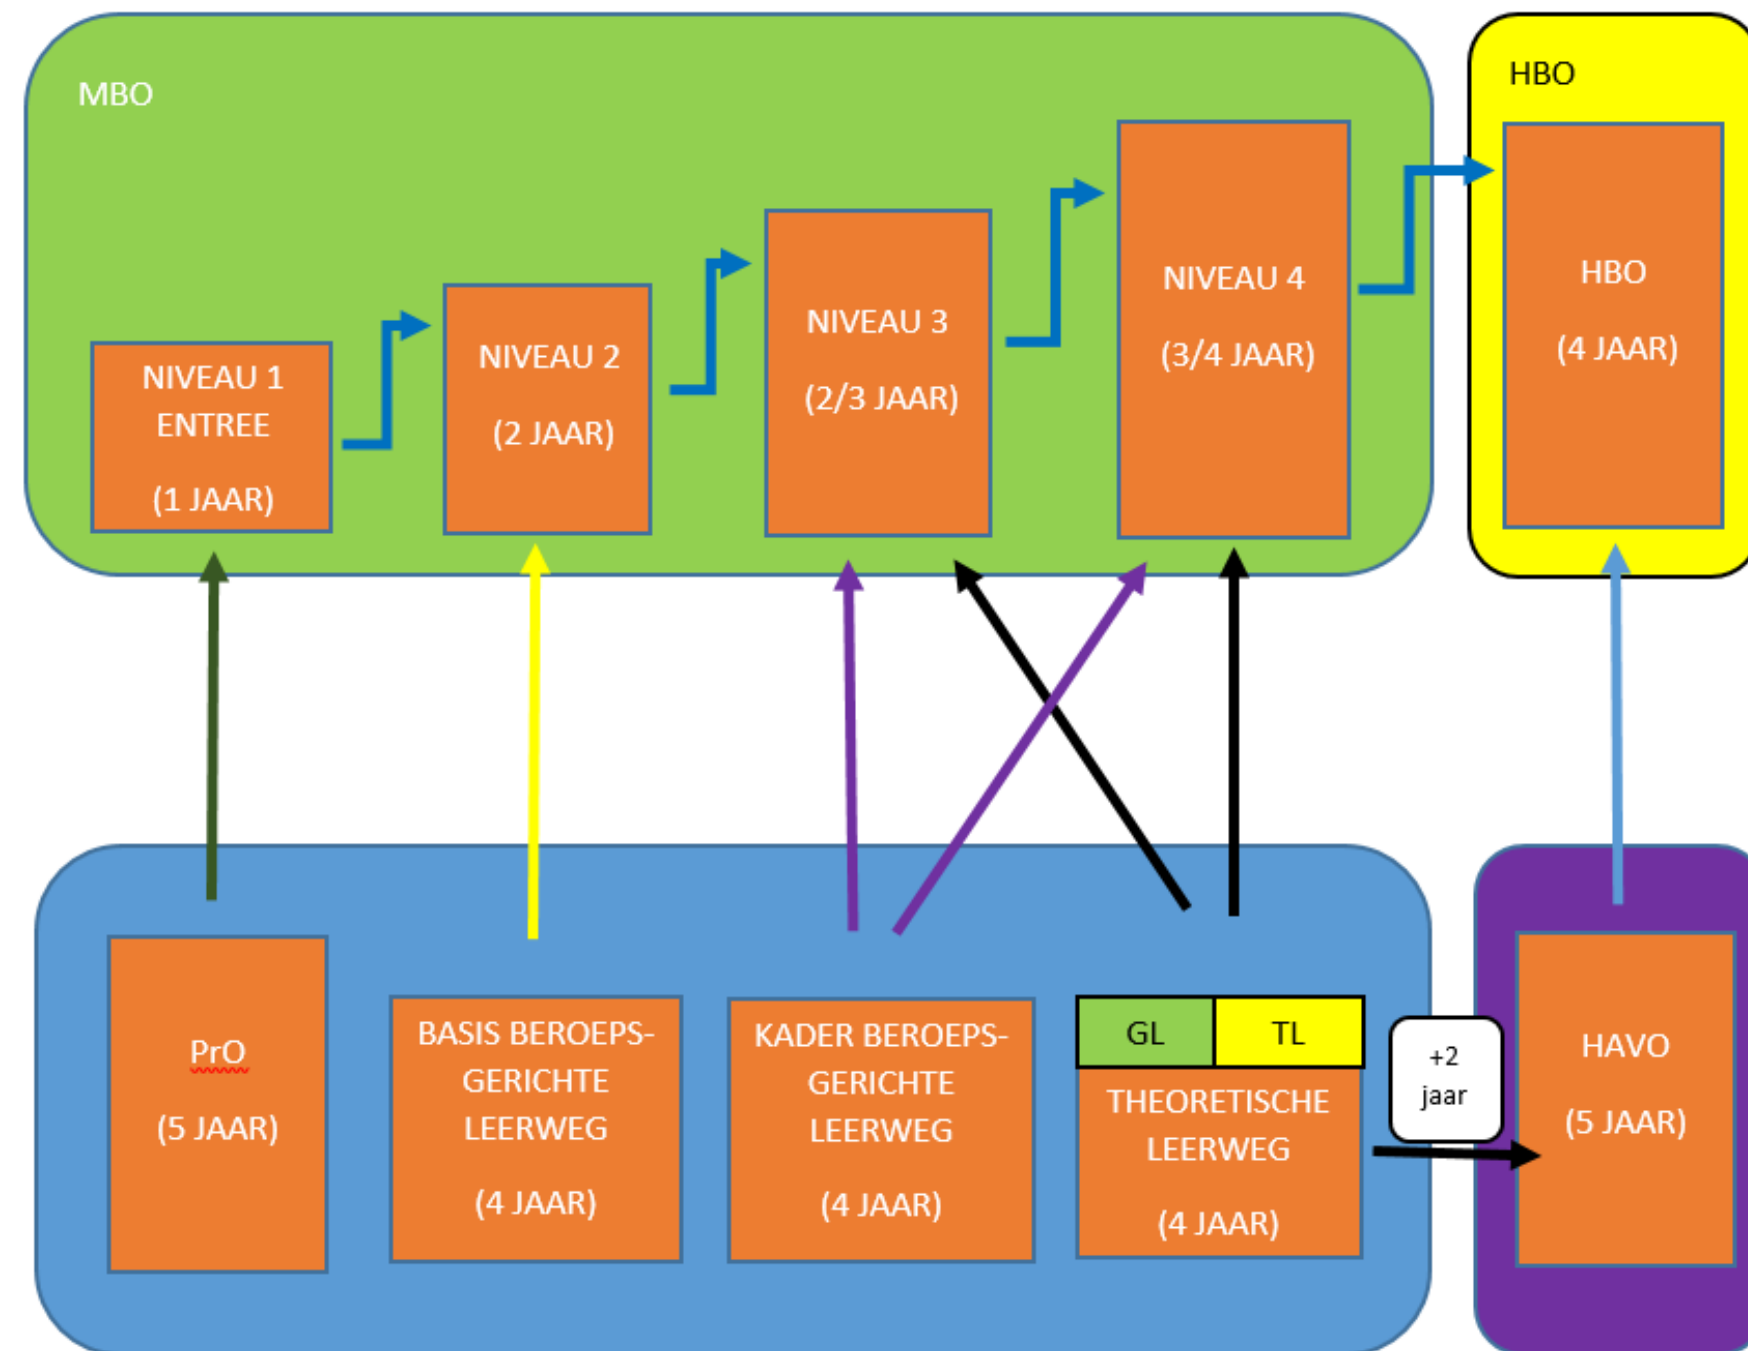 MBO
NIVEAU 1
ENTREE
(1 JAAR)
NIVEAU 2
(2 JAAR)
NIVEAU 3
(2/3 JAAR)
NIVEAU 4
(3/4 JAAR)
HBO
HBO
(4 JAAR)
PrO
(5 JAAR)
BASIS BEROEPS-
GERICHTE
LEERWEG
(4 JAAR)
KADER BEROEPS-
GERICHTE
LEERWEG
(4 JAAR)
GL
TL
THEORETISCHE
LEERWEG
(4 JAAR)
+2
jaar
HAVO
(5 JAAR)